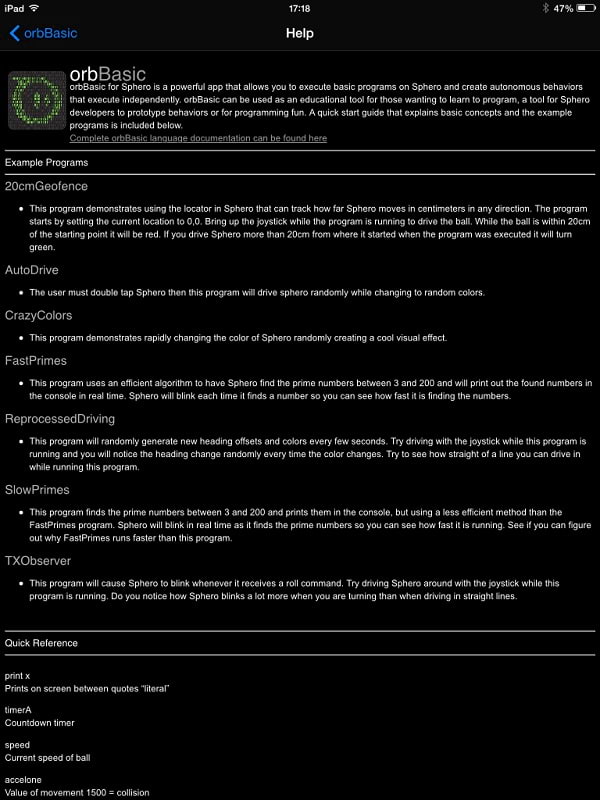 iPad 17:18 47%
orbBasic Help
orbBasic
orbBasic for Sphero is a powerful app that allows you to execute basic programs on Sphero and create autonomous behaviors
that execute independently. orbBasic can be used as an educational tool for those wanting to learn to program, a tool for Sphero
developers to prototype behaviors or for programming fun. A quick start guide that explains basic concepts and the example
programs is included below.
Complete orbBasic language documentation can be found here
Example Programs
20cmGeofence
• This program demonstrates using the locator in Sphero that can track how far Sphero moves in centimeters in any direction. The program
starts by setting the current location to 0,0. Bring up the joystick while the program is running to drive the ball. While the ball is within 20cm
of the starting point it will be red. If you drive Sphero more than 20cm from where it started when the program was executed it will turn
green.
AutoDrive
• The user must double tap Sphero then this program will drive sphero randomly while changing to random colors.
CrazyColors
• This program demonstrates rapidly changing the color of Sphero randomly creating a cool visual effect.
FastPrimes
• This program uses an efficient algorithm to have Sphero find the prime numbers between 3 and 200 and will print out the found numbers in
the console in real time. Sphero will blink each time it finds a number so you can see how fast it is finding the numbers.
ReprocessedDriving
• This program will randomly generate new heading offsets and colors every few seconds. Try driving with the joystick while this program is
running and you will notice the heading change randomly every time the color changes. Try to see how straight of a line you can drive in
while running this program.
SlowPrimes
• This program finds the prime numbers between 3 and 200 and prints them in the console, but using a less efficient method than the
FastPrimes program. Sphero will blink in real time as it finds the prime numbers so you can see how fast it is running. See if you can figure
out why FastPrimes runs faster than this program.
TXObserver
• This program will cause Sphero to blink whenever it receives a roll command. Try driving Sphero around with the joystick while this
program is running. Do you notice how Sphero blinks a lot more when you are turning than when driving in straight lines.
Quick Reference
print x
Prints on screen between quotes “literal”
timerA
Countdown timer
speed
Current speed of ball
accelone
Value of movement 1500 = collision